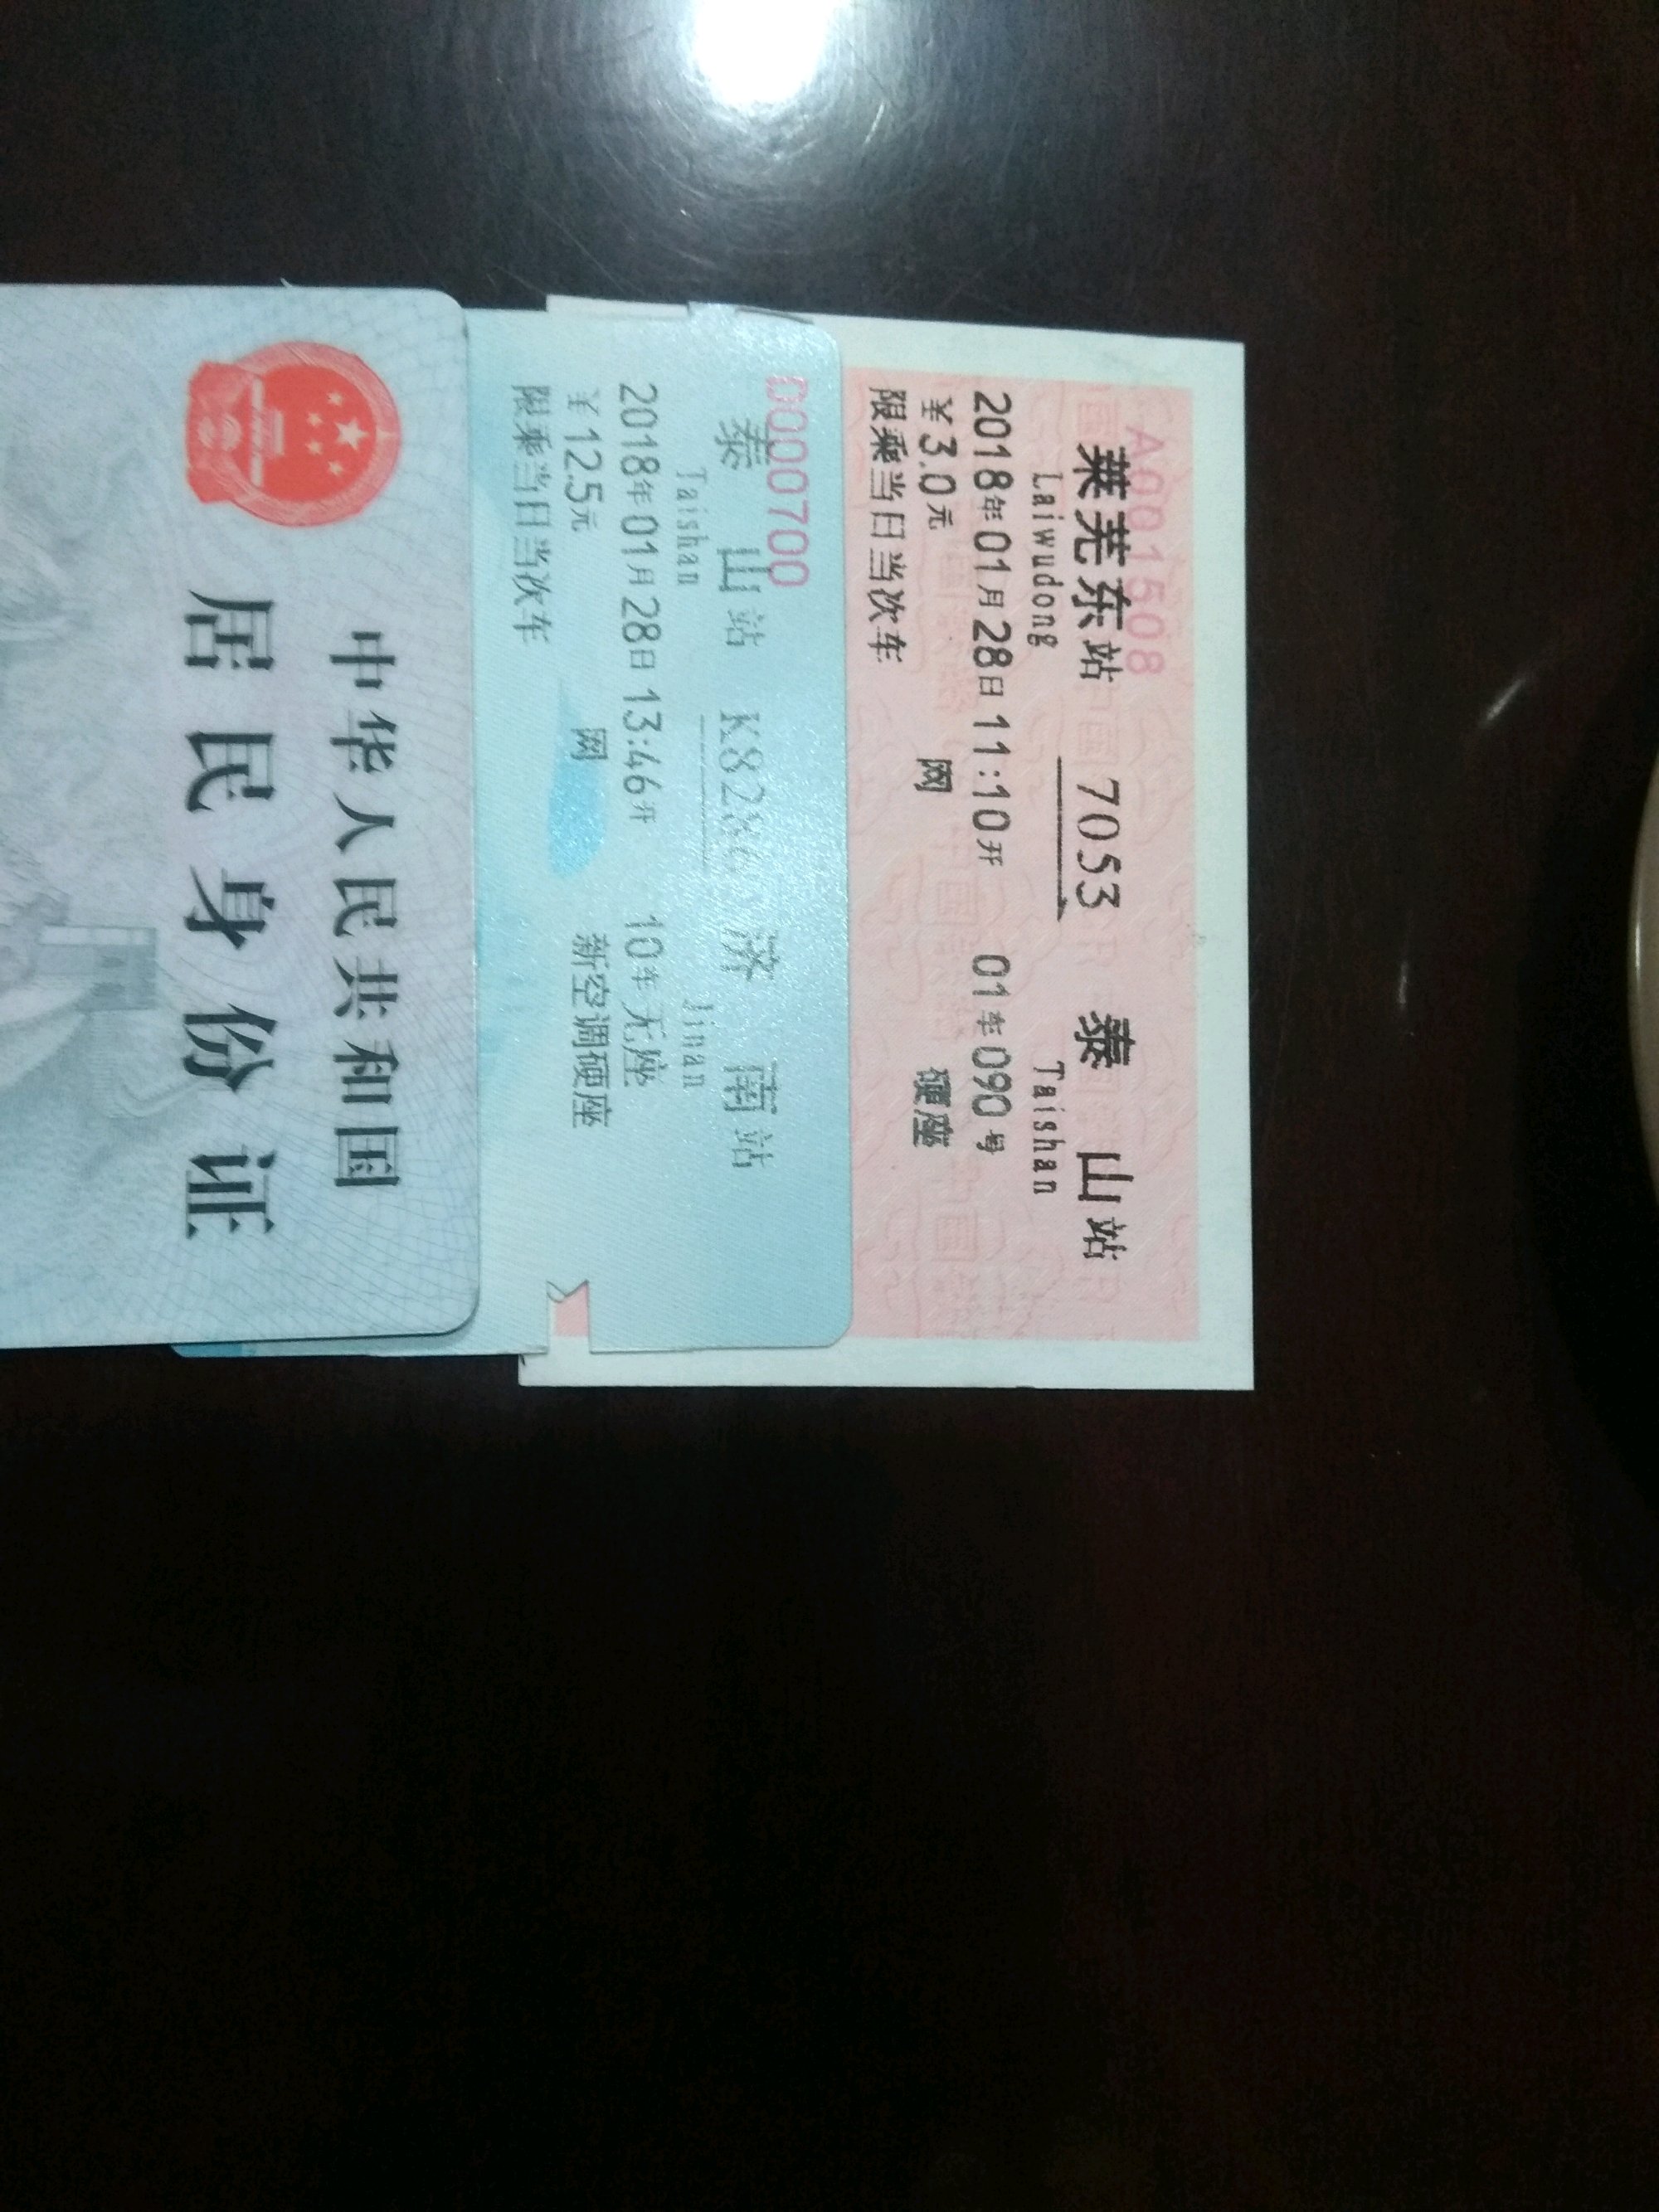 A001508
莱芜东站 7053 泰山站
Laiwudong Taishan
2018年01月28日11:10开 01车090号
¥3.0元 网 硬座
限乘当日当次车
0000700
泰山站 济南站
Taishan Jinan
2018年01月28日13:46开 10车无座
¥12.5元 网 新空调硬座
限乘当日当次车
中华人民共和国
居民身份证